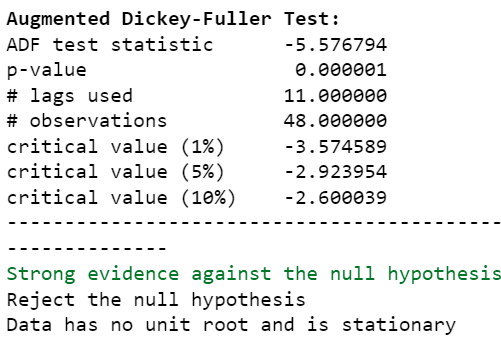 Augmented Dickey-Fuller Test:
ADF test statistic      -5.576794
p-value                  0.000001
# lags used             11.000000
# observations          48.000000
critical value (1%)     -3.574589
critical value (5%)     -2.923954
critical value (10%)    -2.600039
-------------------------------------------
--------------
Strong evidence against the null hypothesis
Reject the null hypothesis
Data has no unit root and is stationary